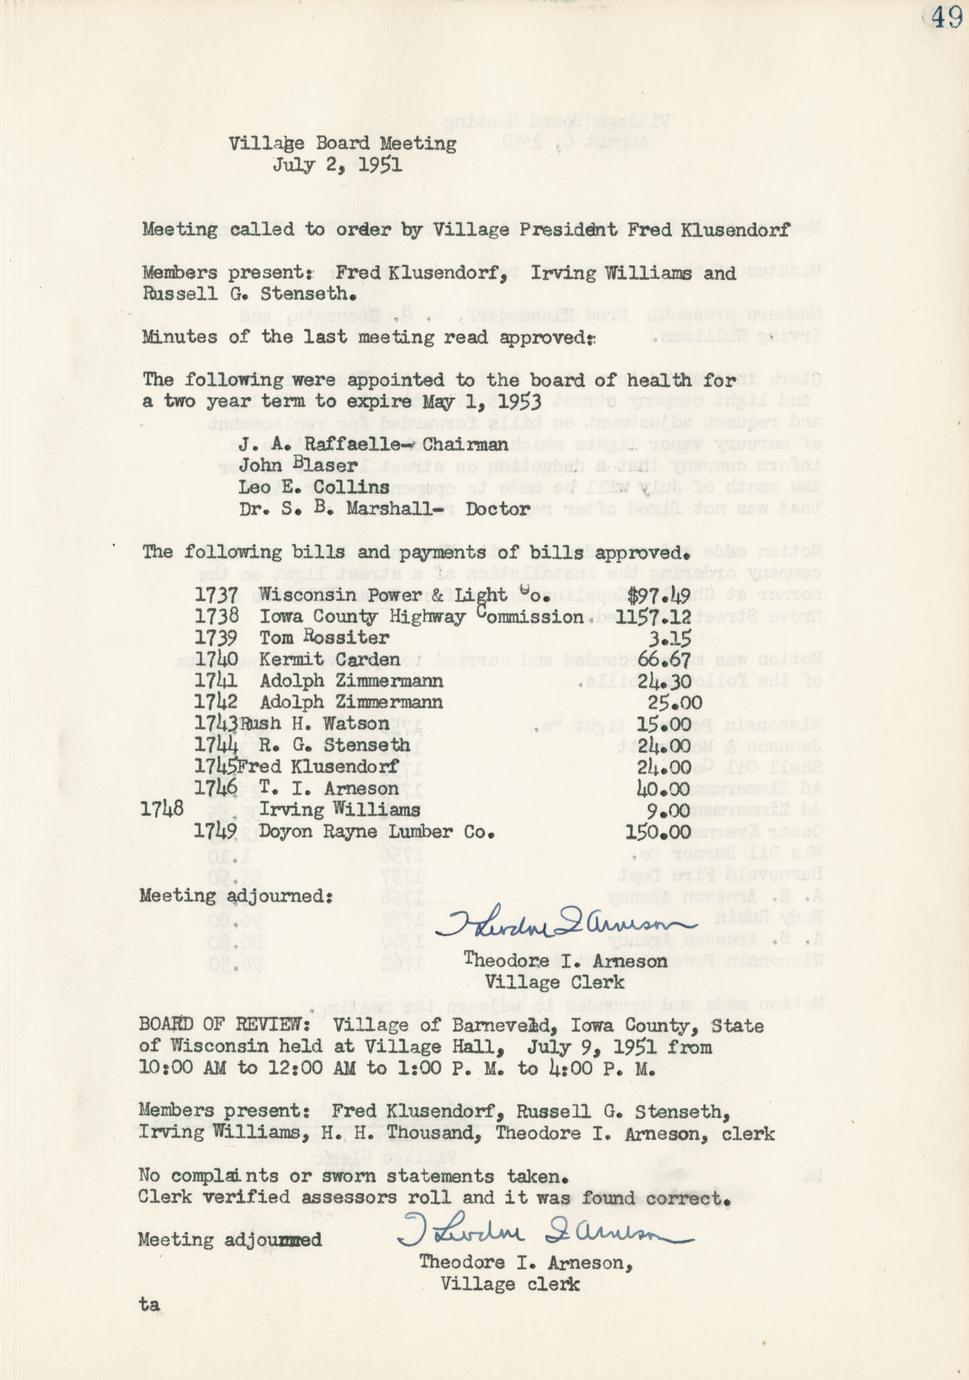 49
Village Board Meeting
July 2, 1951
Meeting called to order by Village President Fred Klusendorf
Members present: Fred Klusendorf, Irving Williams and
Russell G. Stenseth.
Minutes of the last meeting read approved:
The following were appointed to the board of health for
a two year term to expire May 1, 1953
J. A. Raffaelle- Chairman
John Blaser
Leo E. Collins
Dr. S. B. Marshall- Doctor
The following bills and payments of bills approved.
1737 Wisconsin Power & Light Co. $97.49
1738 Iowa County Highway Commission. 1157.12
1739 Tom Rossiter 3.15
1740 Kermit Carden 66.67
1741 Adolph Zimmermann 24.30
1742 Adolph Zimmermann 25.00
1743Rush H. Watson 15.00
1744 R. G. Stenseth 24.00
1745Fred Klusendorf 24.00
1746 T. I. Arneson 40.00
1748 Irving Williams 9.00
1749 Doyon Rayne Lumber Co. 150.00
Meeting adjourned:
Theodore I Arneson
Theodore I. Arneson
Village Clerk
BOARD OF REVIEW: Village of Barneveld, Iowa County, State
of Wisconsin held at Village Hall, July 9, 1951 from
10:00 AM to 12:00 AM to 1:00 P. M. to 4:00 P. M.
Members present: Fred Klusendorf, Russell G. Stenseth,
Irving Williams, H. H. Thousand, Theodore I. Arneson, clerk
No complaints or sworn statements taken.
Clerk verified assessors roll and it was found correct.
Meeting adjourned
Theodore I Arneson
Theodore I. Arneson,
Village clerk
ta